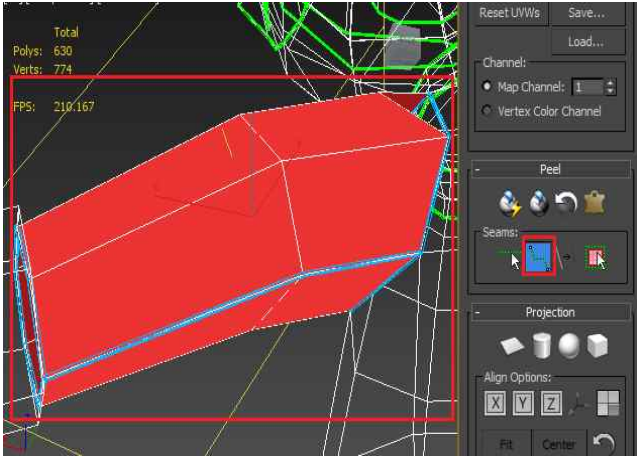 Total
Polys: 630
Verts: 774
FPS: 210.167
Reset UVWs
Save...
Load...
Channel:
Map Channel: 1
Vertex Color Channel
- Peel
Seams:
- Projection
Align Options:
X Y Z
Fit Center